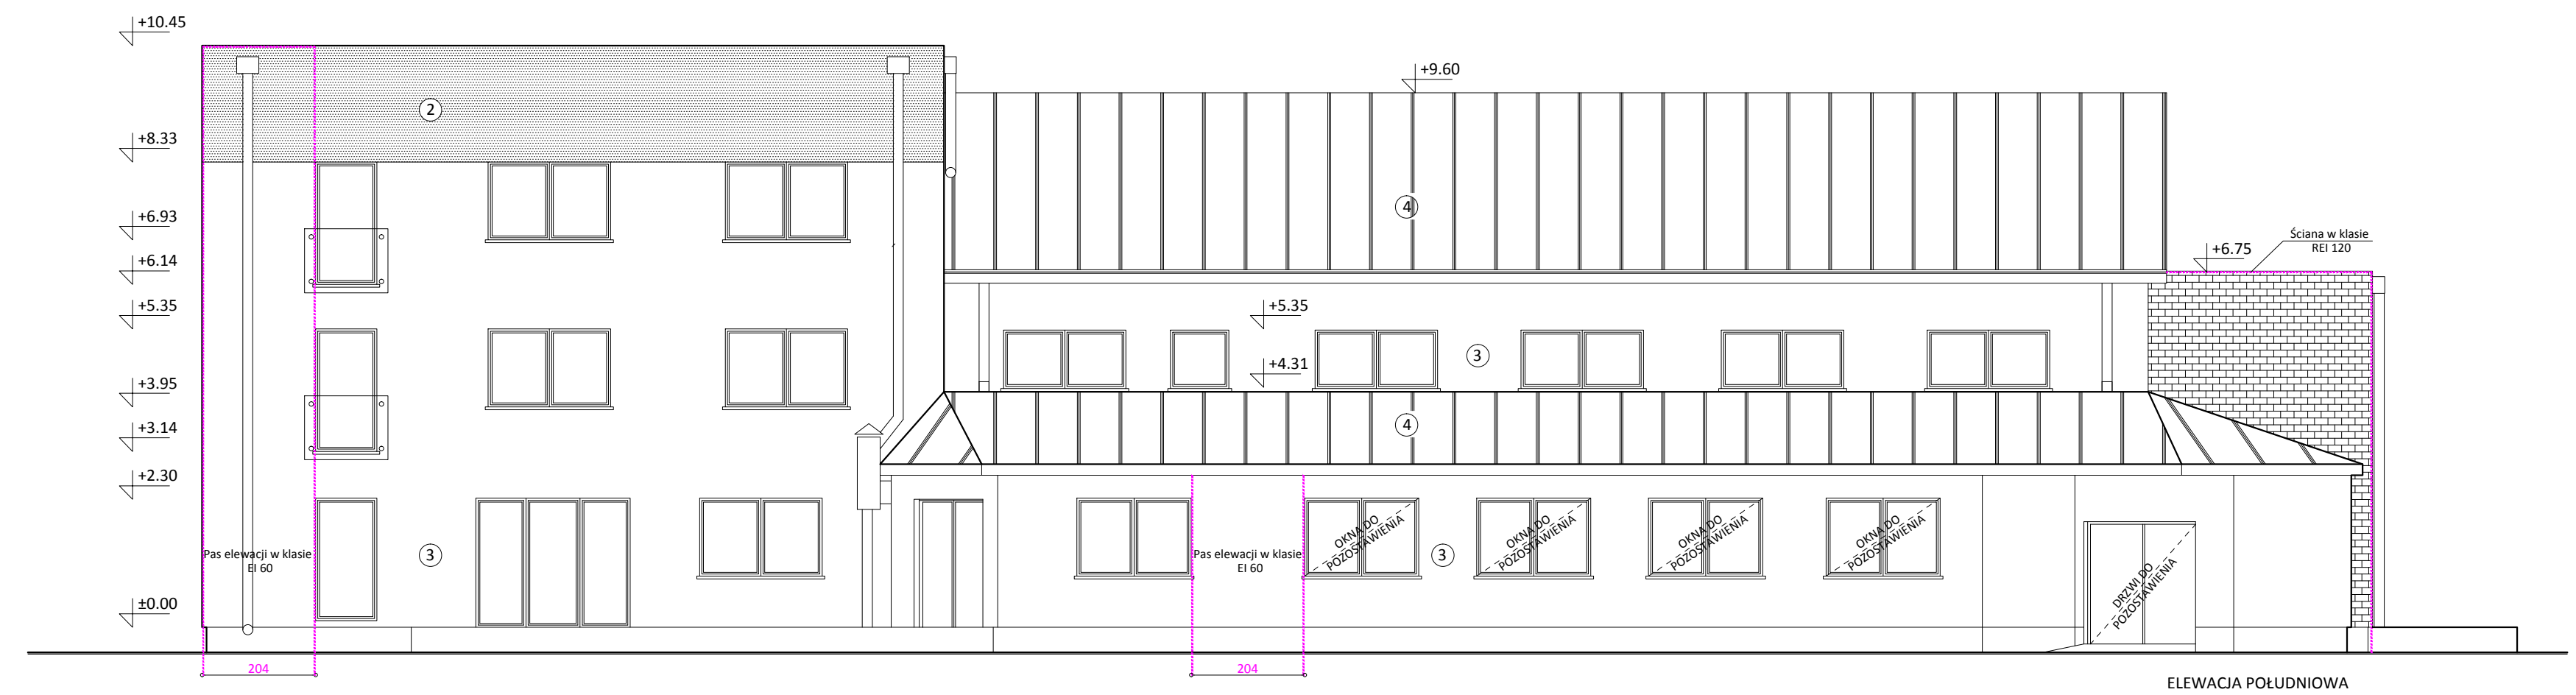 +10.45
+9.60
2
+8.33
4
+6.93
Ściana w klasie
REI 120
+6.75
+6.14
+5.35
+5.35
3
+4.31
+3.95
4
+3.14
+2.30
OKNA DO
POZOSTAWIENIA
OKNA DO
POZOSTAWIENIA
OKNA DO
POZOSTAWIENIA
OKNA DO
POZOSTAWIENIA
Pas elewacji w klasie
EI 60
3
Pas elewacji w klasie
EI 60
3
DRZWI DO
POZOSTAWIENIA
±0.00
204
204
ELEWACJA POŁUDNIOWA